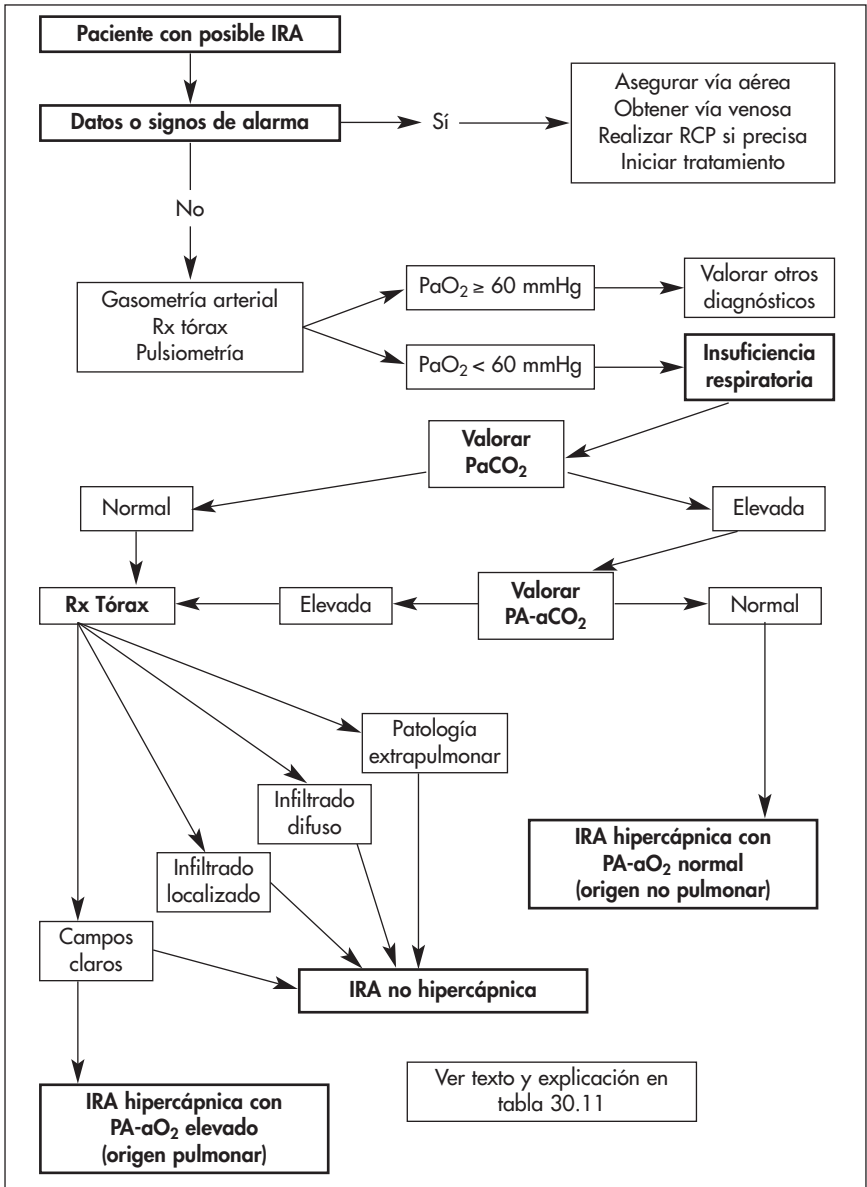 Paciente con posible IRA
Datos o signos de alarma
Sí
Asegurar vía aérea
Obtener vía venosa
Realizar RCP si precisa
Iniciar tratamiento
No
Gasometría arterial
Rx tórax
Pulsiometría
PaO₂ ≥ 60 mmHg
Valorar otros
diagnósticos
PaO₂ < 60 mmHg
Insuficiencia
respiratoria
Valorar
PaCO₂
Normal
Elevada
Rx Tórax
Elevada
Valorar
PA-aCO₂
Normal
Patología
extrapulmonar
Infiltrado
difuso
Infiltrado
localizado
IRA hipercápnica con
PA-aO₂ normal
(origen no pulmonar)
Campos
claros
IRA no hipercápnica
Ver texto y explicación en
tabla 30.11
IRA hipercápnica con
PA-aO₂ elevado
(origen pulmonar)